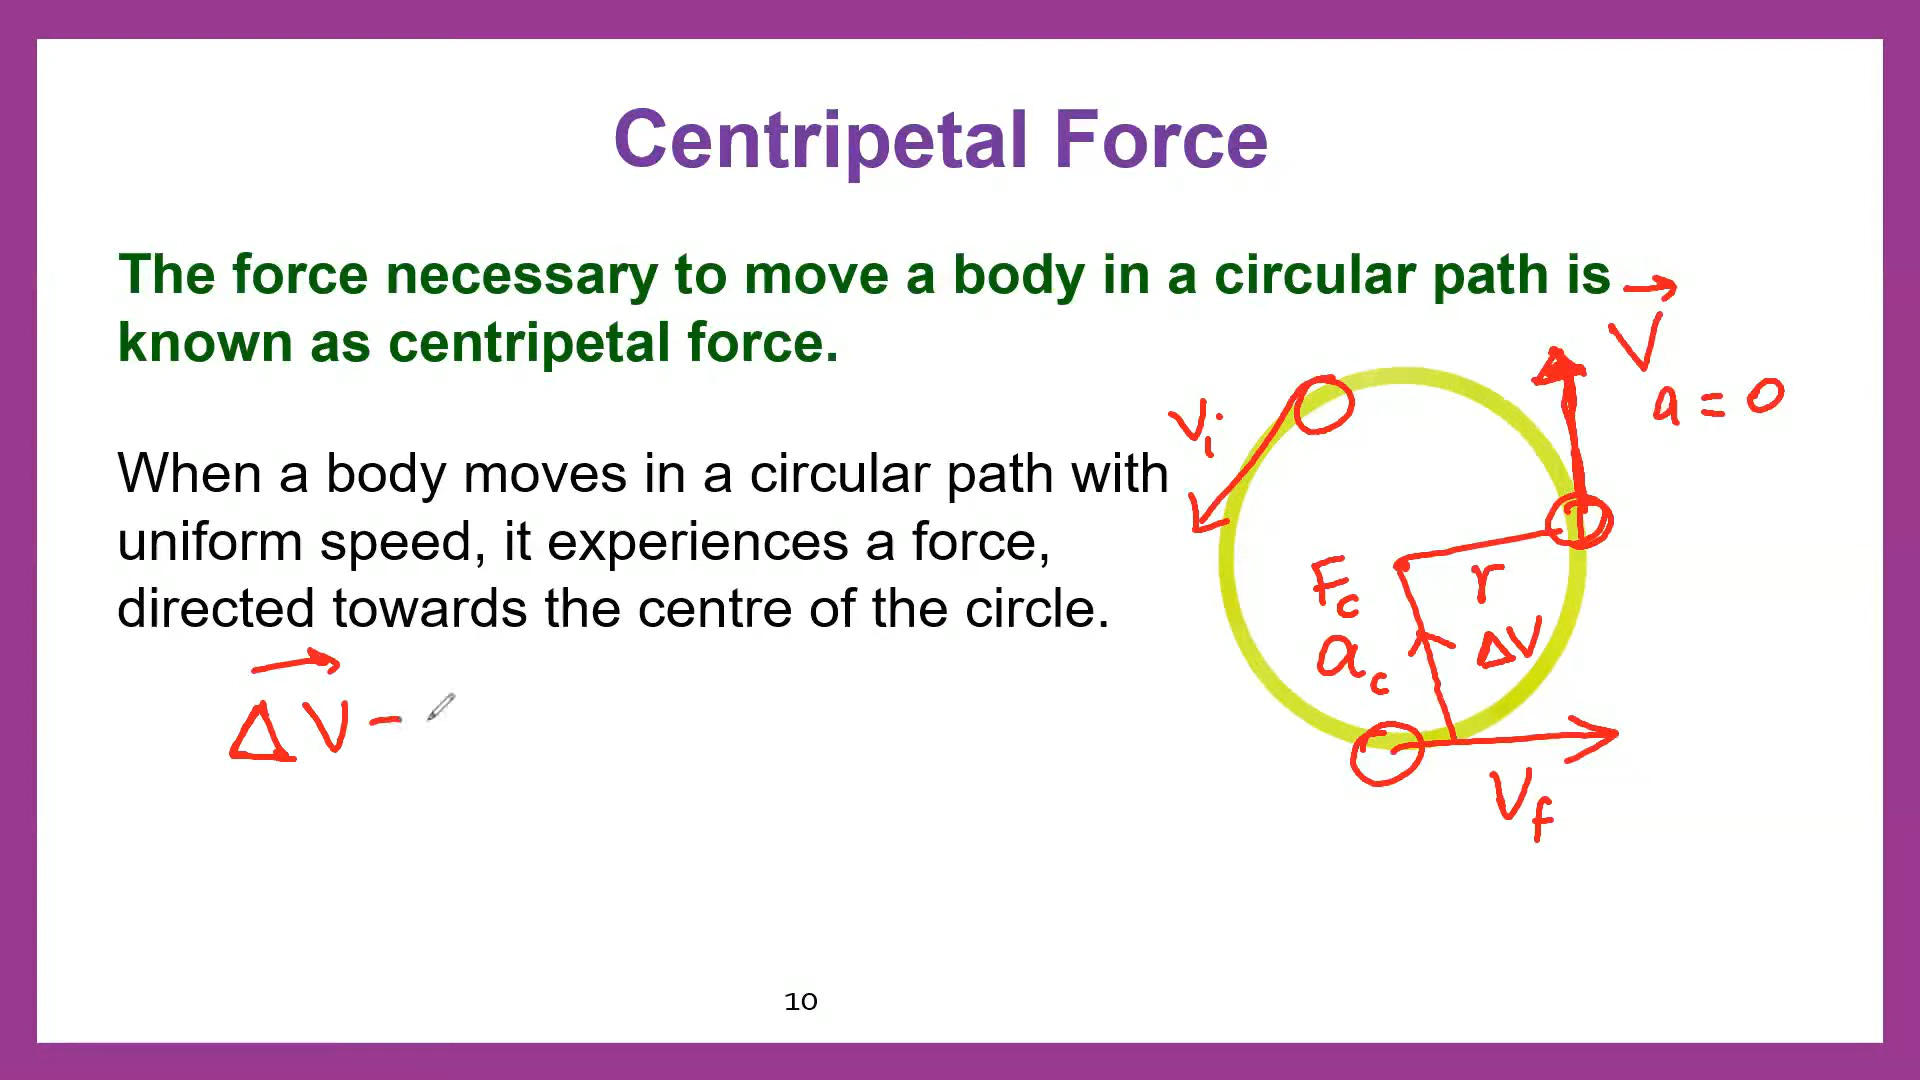 Centripetal Force
The force necessary to move a body in a circular path is
known as centripetal force.
V
a = 0
Vi
When a body moves in a circular path with
uniform speed, it experiences a force,
directed towards the centre of the circle.
Fc
r
ac
ΔV
ΔV -
Vf
10